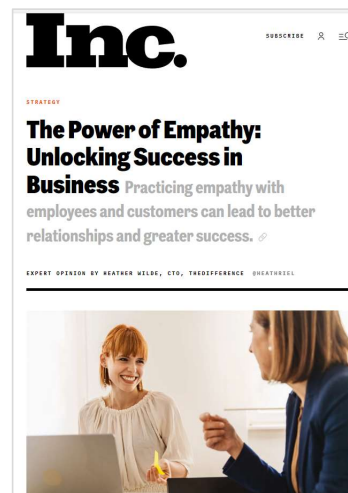 Inc.
SUBSCRIBE
STRATEGY
The Power of Empathy:
Unlocking Success in
Business Practicing empathy with
employees and customers can lead to better
relationships and greater success.
EXPERT OPINION BY HEATHER WILDE, CTO, THEDIFFERENCE @HEATHRIEL